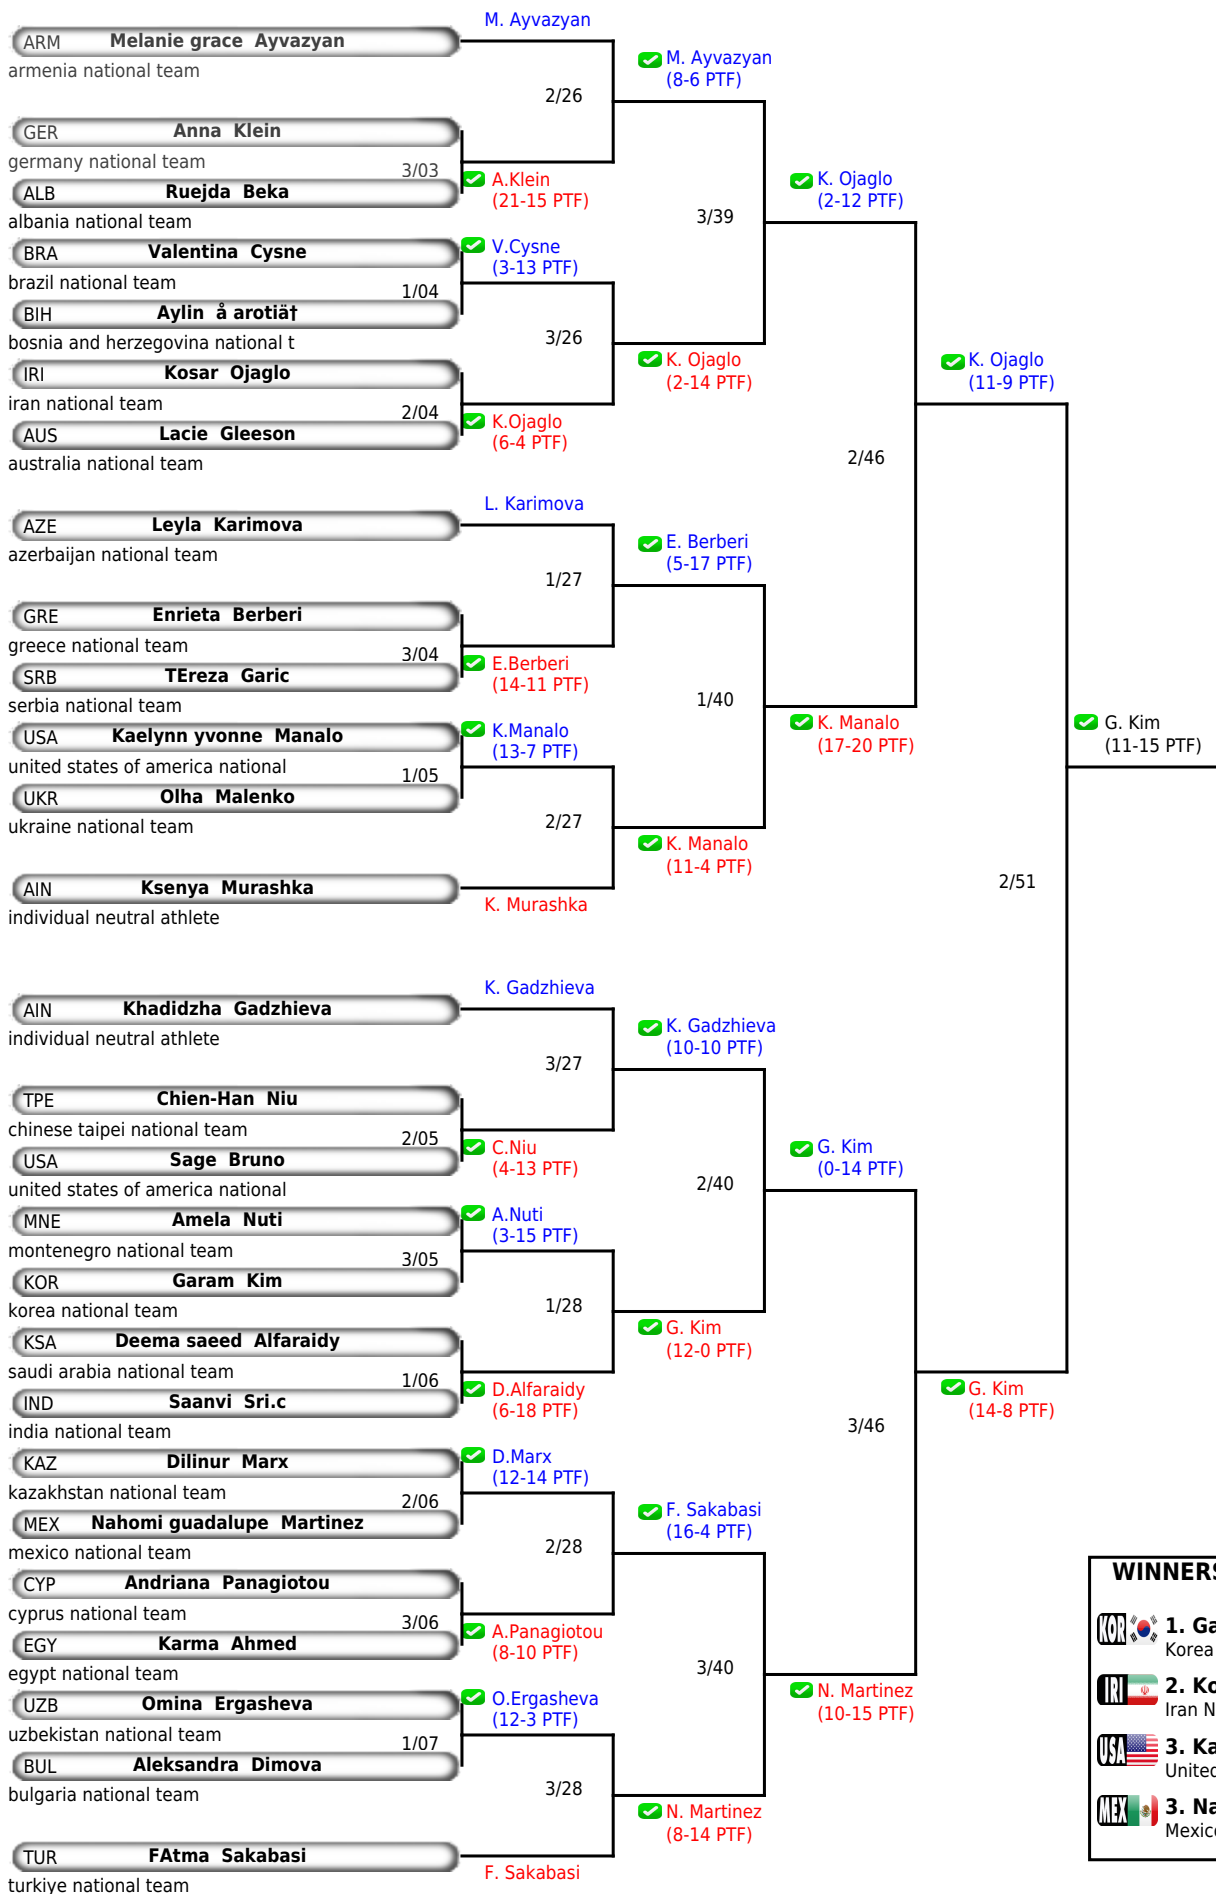 M. Ayvazyan
ARM Melanie grace Ayvazyan
armenia national team
M. Ayvazyan
(8-6 PTF)
2/26
GER Anna Klein
germany national team
3/03
A.Klein
(21-15 PTF)
ALB Ruejda Beka
albania national team
K. Ojaglo
(2-12 PTF)
3/39
BRA Valentina Cysne
brazil national team
V.Cysne
(3-13 PTF)
1/04
BIH Aylin å arotiä†
bosnia and herzegovina national t
3/26
IRI Kosar Ojaglo
iran national team
K. Ojaglo
(2-14 PTF)
K. Ojaglo
(11-9 PTF)
2/04
AUS Lacie Gleeson
australia national team
K.Ojaglo
(6-4 PTF)
2/46
L. Karimova
AZE Leyla Karimova
azerbaijan national team
E. Berberi
(5-17 PTF)
1/27
GRE Enrieta Berberi
greece national team
3/04
E.Berberi
(14-11 PTF)
SRB TEreza Garic
serbia national team
1/40
K. Manalo
(17-20 PTF)
G. Kim
(11-15 PTF)
USA Kaelynn yvonne Manalo
united states of america national
K.Manalo
(13-7 PTF)
1/05
UKR Olha Malenko
ukraine national team
2/27
K. Manalo
(11-4 PTF)
AIN Ksenya Murashka
individual neutral athlete
K. Murashka
2/51
K. Gadzhieva
AIN Khadidzha Gadzhieva
individual neutral athlete
K. Gadzhieva
(10-10 PTF)
3/27
TPE Chien-Han Niu
chinese taipei national team
2/05
C.Niu
(4-13 PTF)
USA Sage Bruno
united states of america national
G. Kim
(0-14 PTF)
2/40
MNE Amela Nuti
montenegro national team
A.Nuti
(3-15 PTF)
3/05
KOR Garam Kim
korea national team
1/28
G. Kim
(12-0 PTF)
KSA Deema saeed Alfaraidy
saudi arabia national team
1/06
D.Alfaraidy
(6-18 PTF)
IND Saanvi Sri.c
india national team
G. Kim
(14-8 PTF)
3/46
KAZ Dilinur Marx
kazakhstan national team
D.Marx
(12-14 PTF)
2/06
MEX Nahomi guadalupe Martinez
mexico national team
F. Sakabasi
(16-4 PTF)
2/28
CYP Andriana Panagiotou
cyprus national team
3/06
A.Panagiotou
(8-10 PTF)
EGY Karma Ahmed
egypt national team
3/40
N. Martinez
(10-15 PTF)
UZB Omina Ergasheva
uzbekistan national team
O.Ergasheva
(12-3 PTF)
1/07
BUL Aleksandra Dimova
bulgaria national team
3/28
N. Martinez
(8-14 PTF)
TUR FAtma Sakabasi
turkiye national team
F. Sakabasi
WINNERS
KOR 1. Ga
Korea
IRI 2. Ko
Iran N
USA 3. Ka
United
MEX 3. Na
Mexico